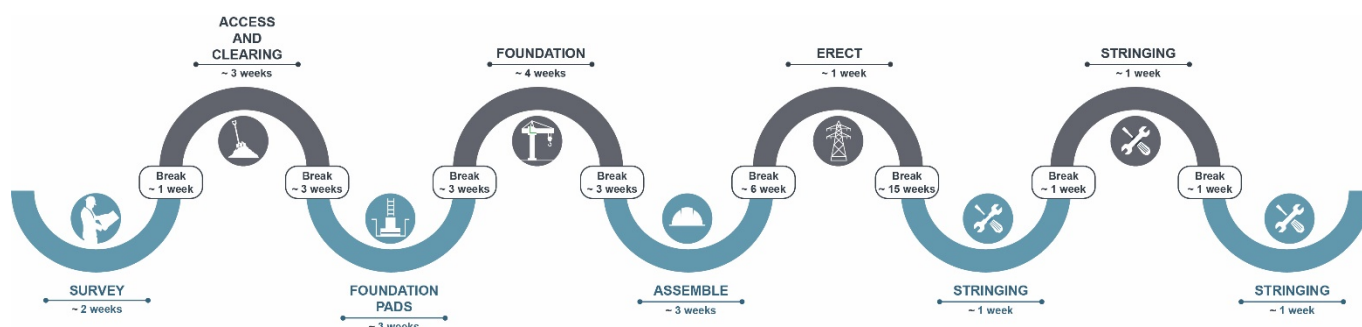 ACCESS
AND
CLEARING
~ 3 weeks
FOUNDATION
~ 4 weeks
ERECT
~ 1 week
STRINGING
~ 1 week
Break
~ 1 week
Break
~ 3 weeks
Break
~ 3 weeks
Break
~ 3 weeks
Break
~ 6 week
Break
~ 15 weeks
Break
~ 1 week
Break
~ 1 week
SURVEY
~ 2 weeks
FOUNDATION
PADS
~ 3 weeks
ASSEMBLE
~ 3 weeks
STRINGING
~ 1 week
STRINGING
~ 1 week